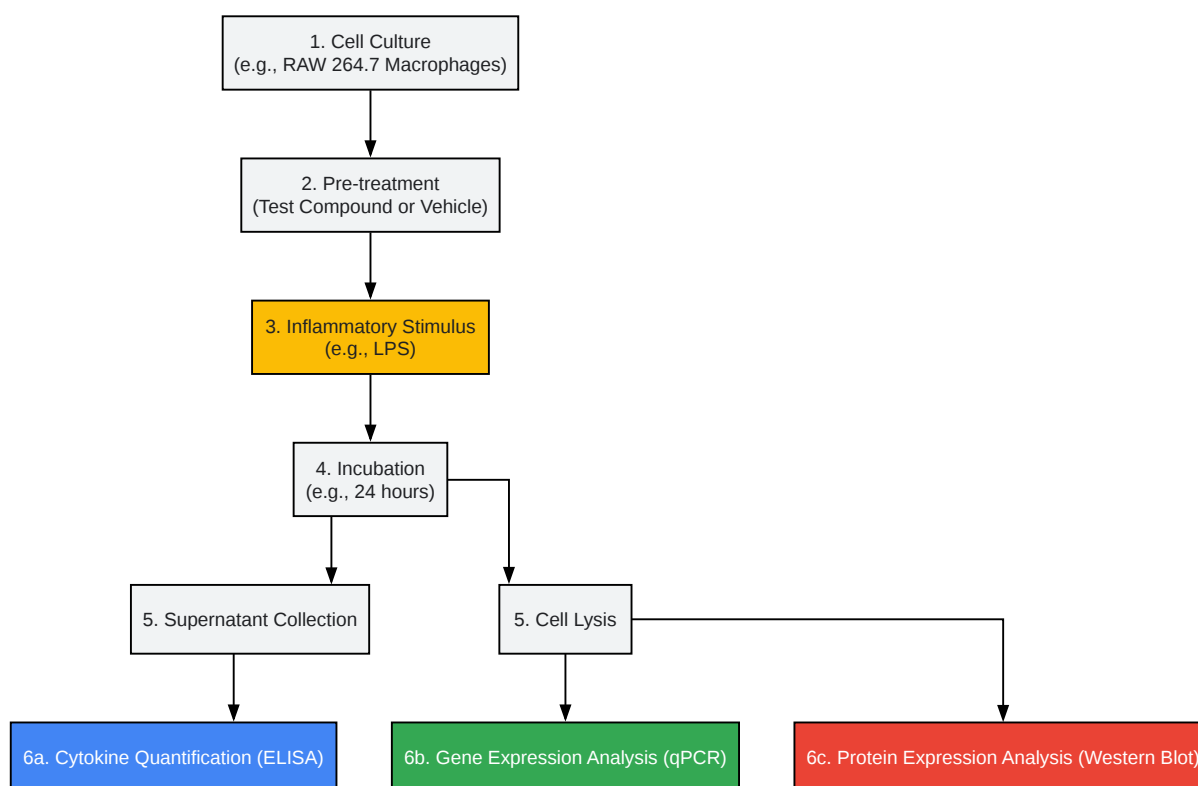 1. Cell Culture
(e.g., RAW 264.7 Macrophages)
2. Pre-treatment
(Test Compound or Vehicle)
3. Inflammatory Stimulus
(e.g., LPS)
4. Incubation
(e.g., 24 hours)
5. Supernatant Collection
5. Cell Lysis
6a. Cytokine Quantification (ELISA)
6b. Gene Expression Analysis (qPCR)
6c. Protein Expression Analysis (Western Blot)